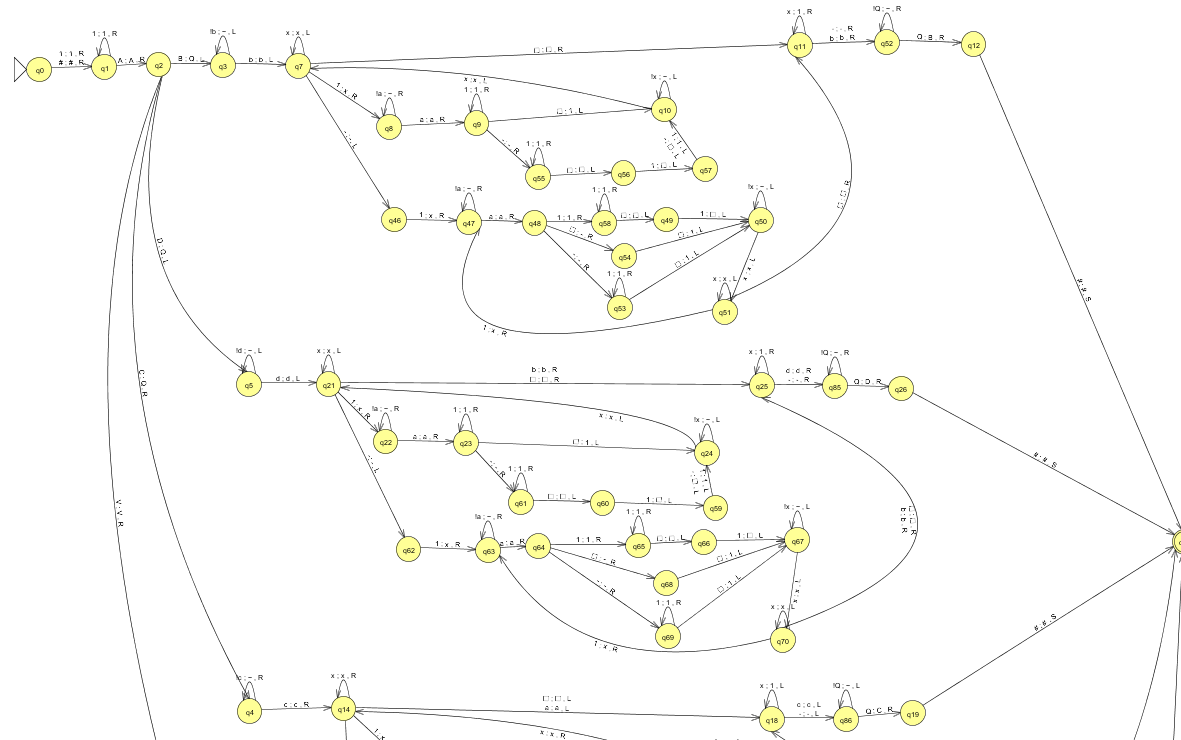 1 ; 1 , R
!b ; ~ , L
x ; x , L
x ; 1 , R
!Q ; ~ , R
q0
1 ; 1 , R
# ; # , R
q1
A ; A , R
q2
B ; Q , L
q3
b ; b , L
q7
□ ; □ , R
q11
- ; - , R
b ; b , R
q52
Q ; B , R
q12
x ; x , L
1 ; x , R
!a ; ~ , R
q8
a ; a , R
1 ; 1 , R
q9
□ ; 1 , L
!x ; ~ , L
q10
1 ; 1 , R
q55
□ ; □ , L
q56
1 ; □ , L
q57
q46
1 ; x , R
!a ; ~ , R
q47
a ; a , R
q48
1 ; 1 , R
1 ; 1 , R
q58
□ ; □ , L
q49
1 ; □ , L
!x ; ~ , L
q50
□ ; - , R
q54
□ ; 1 , L
- ; - , R
1 ; 1 , R
q53
□ ; 1 , L
x ; x , L
x ; x , L
q51
1 ; x , R
□ ; □ , R
# ; # , S
D ; Q , L
C ; Q , R
V ; V , R
!d ; ~ , L
q5
d ; d , L
x ; x , L
q21
b ; b , R
□ ; □ , R
x ; 1 , R
q25
d ; d , R
- ; - , R
!Q ; ~ , R
q85
Q ; D , R
q26
# ; # , S
x ; x , L
1 ; x , R
!a ; ~ , R
q22
a ; a , R
1 ; 1 , R
q23
□ ; 1 , L
!x ; ~ , L
q24
1 ; 1 , R
q61
□ ; □ , L
q60
1 ; □ , L
q59
q62
1 ; x , R
!a ; ~ , R
q63
a ; a , R
q64
1 ; 1 , R
1 ; 1 , R
q65
□ ; □ , L
q66
1 ; □ , L
!x ; ~ , L
q67
□ ; - , R
q68
□ ; 1 , L
- ; - , R
1 ; 1 , R
q69
□ ; 1 , L
x ; x , L
x ; x , L
q70
1 ; x , R
□ ; □ , R
b ; b , R
# ; # , S
q4
c ; c , R
x ; x , R
q14
□ ; □ , L
a ; a , L
x ; 1 , L
q18
c ; c , L
- ; - , L
!Q ; ~ , L
q86
Q ; C , R
q19
x ; x , R